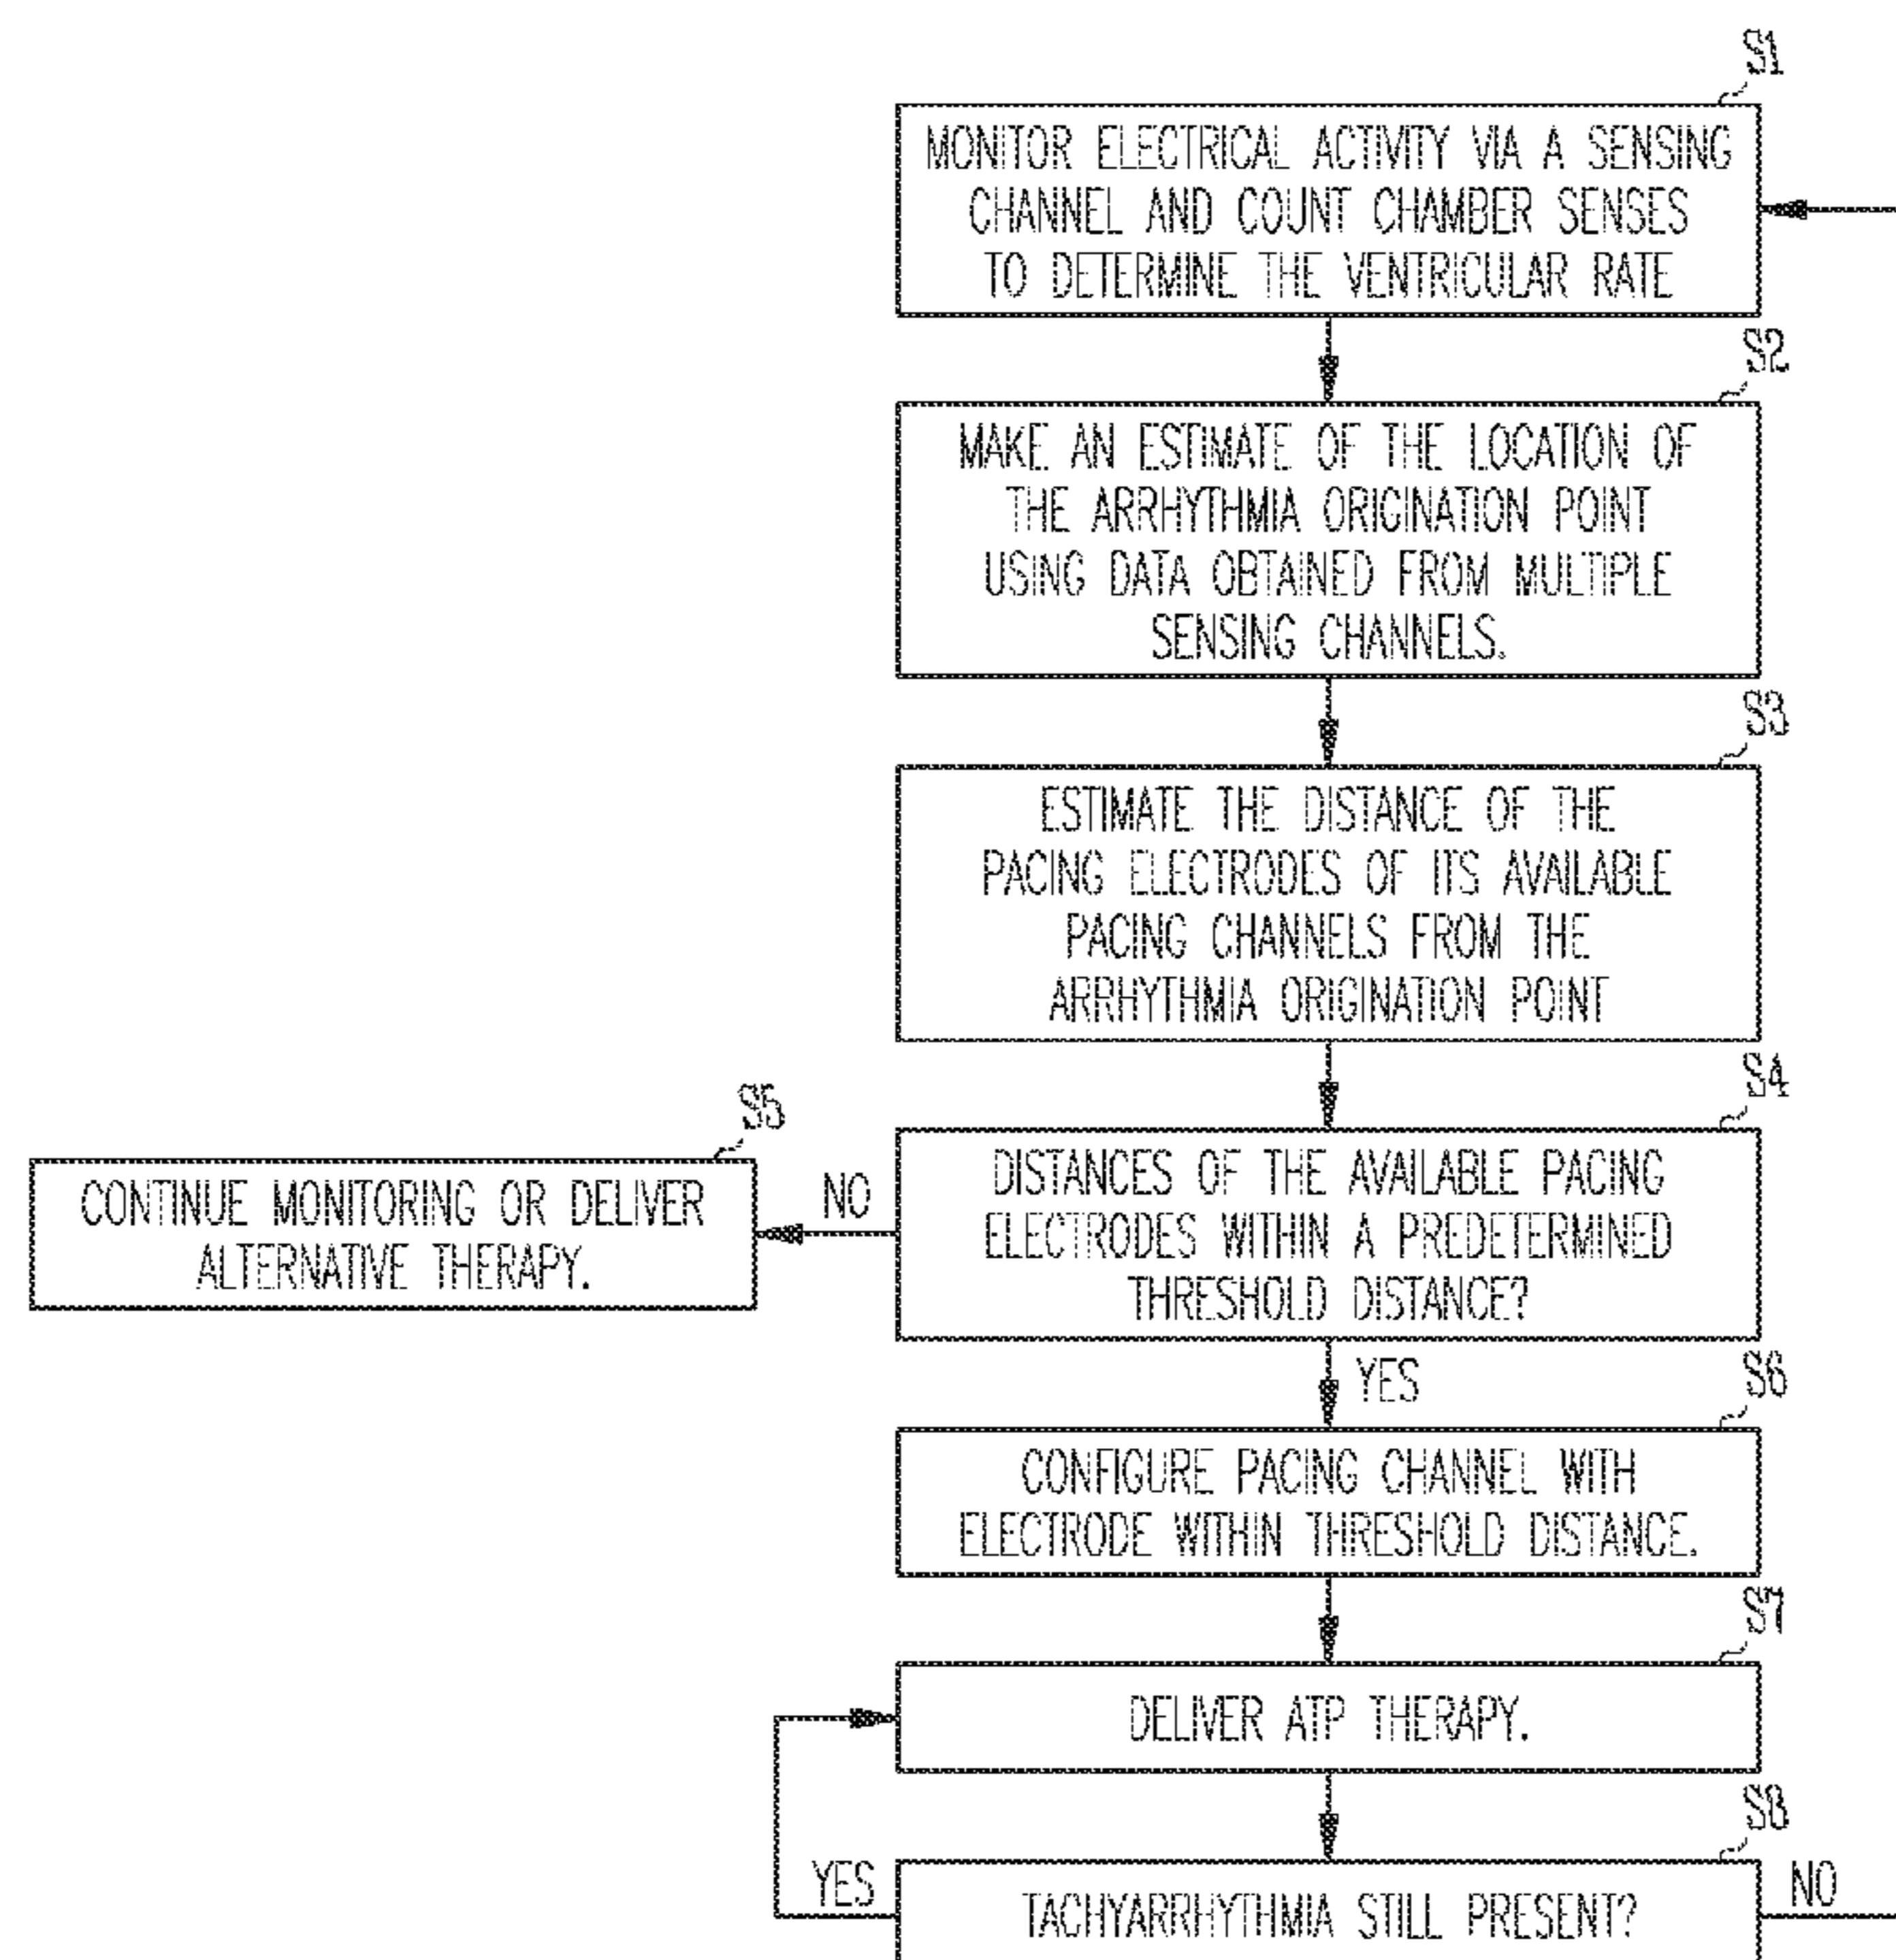 S1
MONITOR ELECTRICAL ACTIVITY VIA A SENSING
CHANNEL AND COUNT CHAMBER SENSES
TO DETERMINE THE VENTRICULAR RATE
S2
MAKE AN ESTIMATE OF THE LOCATION OF
THE ARRHYTHMIA ORIGINATION POINT
USING DATA OBTAINED FROM MULTIPLE
SENSING CHANNELS.
S3
ESTIMATE THE DISTANCE OF THE
PACING ELECTRODES OF ITS AVAILABLE
PACING CHANNELS FROM THE
ARRHYTHMIA ORIGINATION POINT
S4
DISTANCES OF THE AVAILABLE PACING
ELECTRODES WITHIN A PREDETERMINED
THRESHOLD DISTANCE?
NO
S5
CONTINUE MONITORING OR DELIVER
ALTERNATIVE THERAPY.
YES
S6
CONFIGURE PACING CHANNEL WITH
ELECTRODE WITHIN THRESHOLD DISTANCE.
S7
DELIVER ATP THERAPY.
S8
TACHYARRHYTHMIA STILL PRESENT?
YES
NO